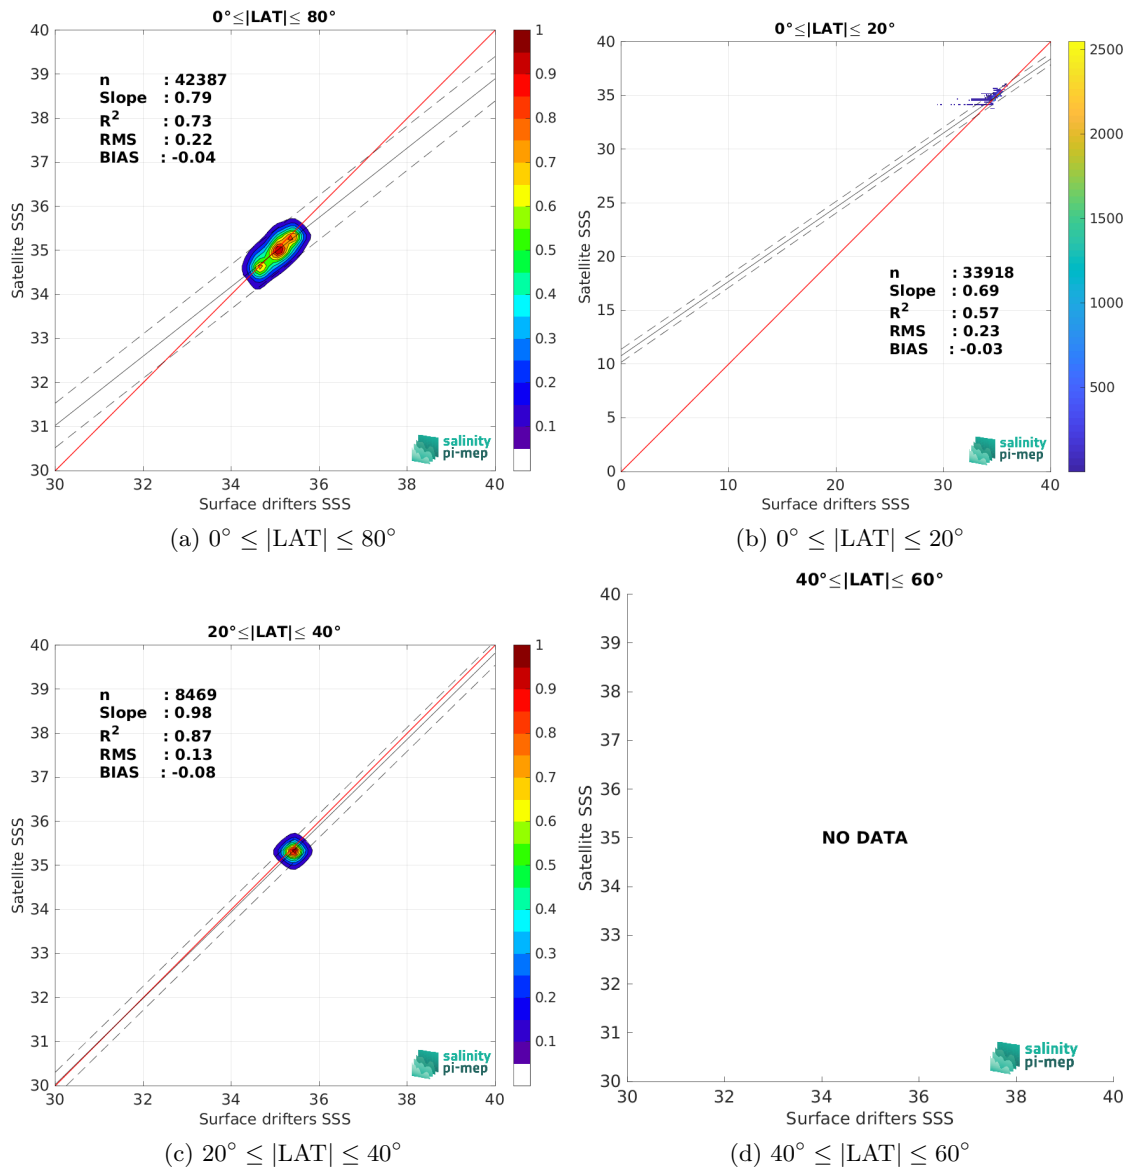 0°≤|LAT|≤ 80°
40
39
38
37
36
35
34
33
32
31
30
30
32
34
36
38
40
Satellite SSS
Surface drifters SSS
n : 42387
Slope : 0.79
R² : 0.73
RMS : 0.22
BIAS : -0.04
1
0.9
0.8
0.7
0.6
0.5
0.4
0.3
0.2
0.1
salinity
pi-mep
(a) 0° ≤ |LAT| ≤ 80°
0°≤|LAT|≤ 20°
40
35
30
25
20
15
10
5
0
0
10
20
30
40
Satellite SSS
Surface drifters SSS
n : 33918
Slope : 0.69
R² : 0.57
RMS : 0.23
BIAS : -0.03
2500
2000
1500
1000
500
salinity
pi-mep
(b) 0° ≤ |LAT| ≤ 20°
20°≤|LAT|≤ 40°
40
39
38
37
36
35
34
33
32
31
30
30
32
34
36
38
40
Satellite SSS
Surface drifters SSS
n : 8469
Slope : 0.98
R² : 0.87
RMS : 0.13
BIAS : -0.08
1
0.9
0.8
0.7
0.6
0.5
0.4
0.3
0.2
0.1
salinity
pi-mep
(c) 20° ≤ |LAT| ≤ 40°
40°≤|LAT|≤ 60°
40
39
38
37
36
35
34
33
32
31
30
30
32
34
36
38
40
Satellite SSS
Surface drifters SSS
NO DATA
salinity
pi-mep
(d) 40° ≤ |LAT| ≤ 60°